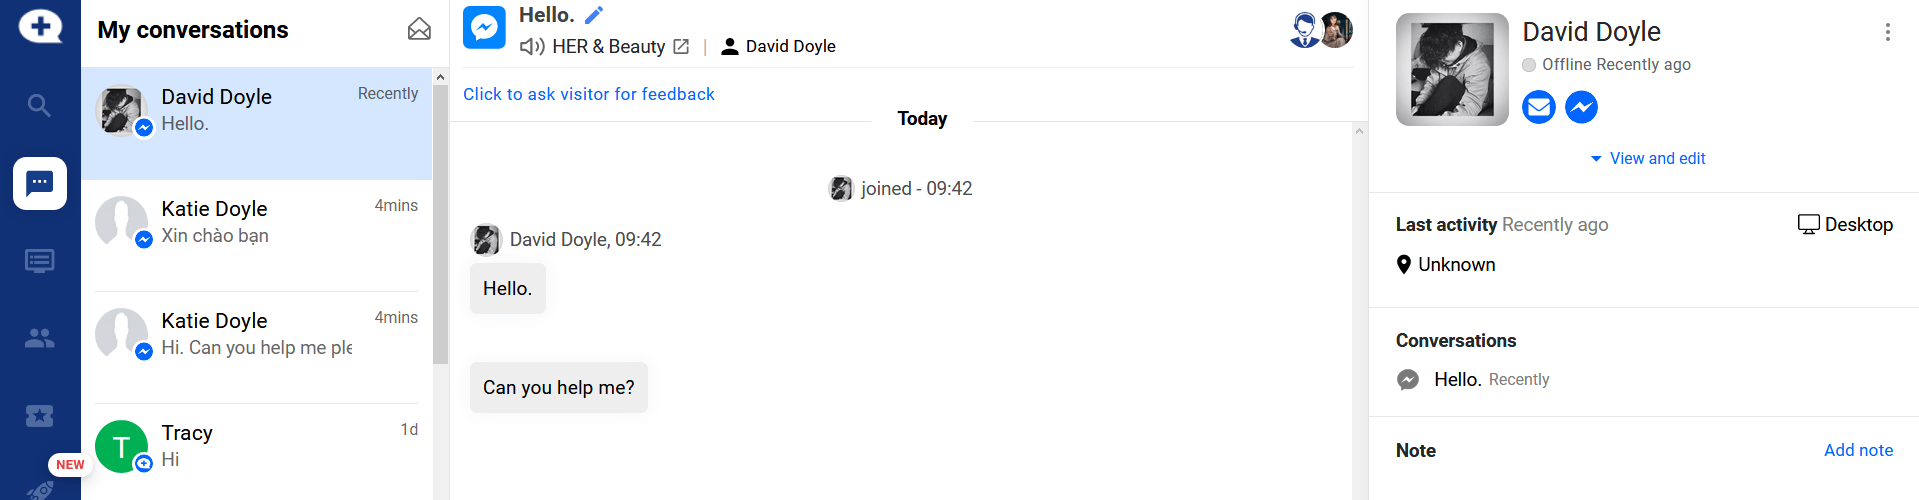 My conversations
David Doyle
Recently
Hello.
Katie Doyle
4mins
Xin chào bạn
Katie Doyle
4mins
Hi. Can you help me ple
T
Tracy
1d
Hi
NEW
Hello.
HER & Beauty | David Doyle
Click to ask visitor for feedback
Today
joined - 09:42
David Doyle, 09:42
Hello.
Can you help me?
David Doyle
Offline Recently ago
View and edit
Last activity Recently ago
Desktop
Unknown
Conversations
Hello. Recently
Note
Add note